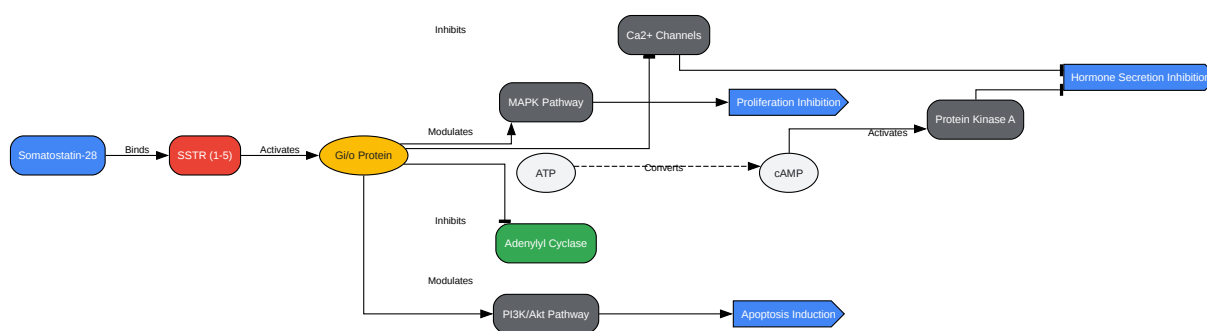 Inhibits
Ca2+ Channels
Hormone Secretion Inhibition
MAPK Pathway
Proliferation Inhibition
Protein Kinase A
Modulates
Activates
Somatostatin-28
Binds
SSTR (1-5)
Activates
Gi/o Protein
ATP
Converts
cAMP
Inhibits
Adenylyl Cyclase
Modulates
PI3K/Akt Pathway
Apoptosis Induction